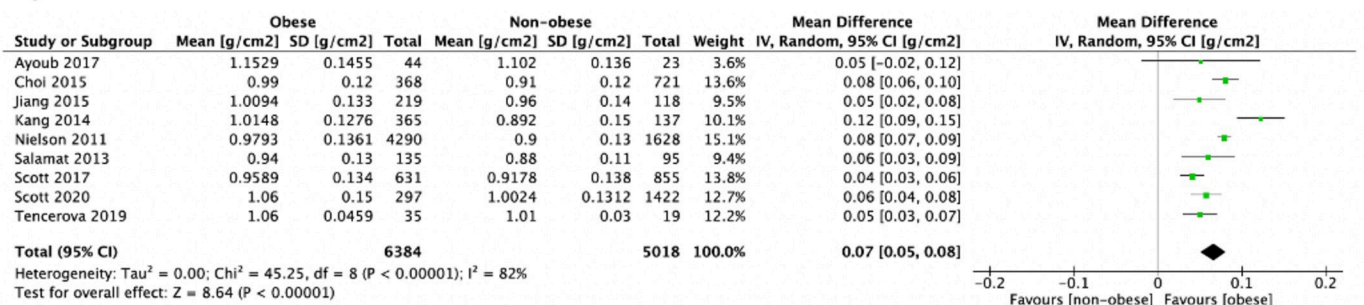 Obese Non-obese Mean Difference Mean Difference
Study or Subgroup Mean [g/cm2] SD [g/cm2] Total Mean [g/cm2] SD [g/cm2] Total Weight IV, Random, 95% CI [g/cm2] IV, Random, 95% CI [g/cm2]
Ayoub 2017 1.1529 0.1455 44 1.102 0.136 23 3.6% 0.05 [-0.02, 0.12]
Choi 2015 0.99 0.12 368 0.91 0.12 721 13.6% 0.08 [0.06, 0.10]
Jiang 2015 1.0094 0.133 219 0.96 0.14 118 9.5% 0.05 [0.02, 0.08]
Kang 2014 1.0148 0.1276 365 0.892 0.15 137 10.1% 0.12 [0.09, 0.15]
Nielson 2011 0.9793 0.1361 4290 0.9 0.13 1628 15.1% 0.08 [0.07, 0.09]
Salamat 2013 0.94 0.13 135 0.88 0.11 95 9.4% 0.06 [0.03, 0.09]
Scott 2017 0.9589 0.134 631 0.9178 0.138 855 13.8% 0.04 [0.03, 0.06]
Scott 2020 1.06 0.15 297 1.0024 0.1312 1422 12.7% 0.06 [0.04, 0.08]
Tencerova 2019 1.06 0.0459 35 1.01 0.03 19 12.2% 0.05 [0.03, 0.07]
Total (95% CI) 6384 5018 100.0% 0.07 [0.05, 0.08]
Heterogeneity: Tau² = 0.00; Chi² = 45.25, df = 8 (P < 0.00001); I² = 82%
Test for overall effect: Z = 8.64 (P < 0.00001)
-0.2 -0.1 0 0.1 0.2
Favours [non-obese] Favours [obese]